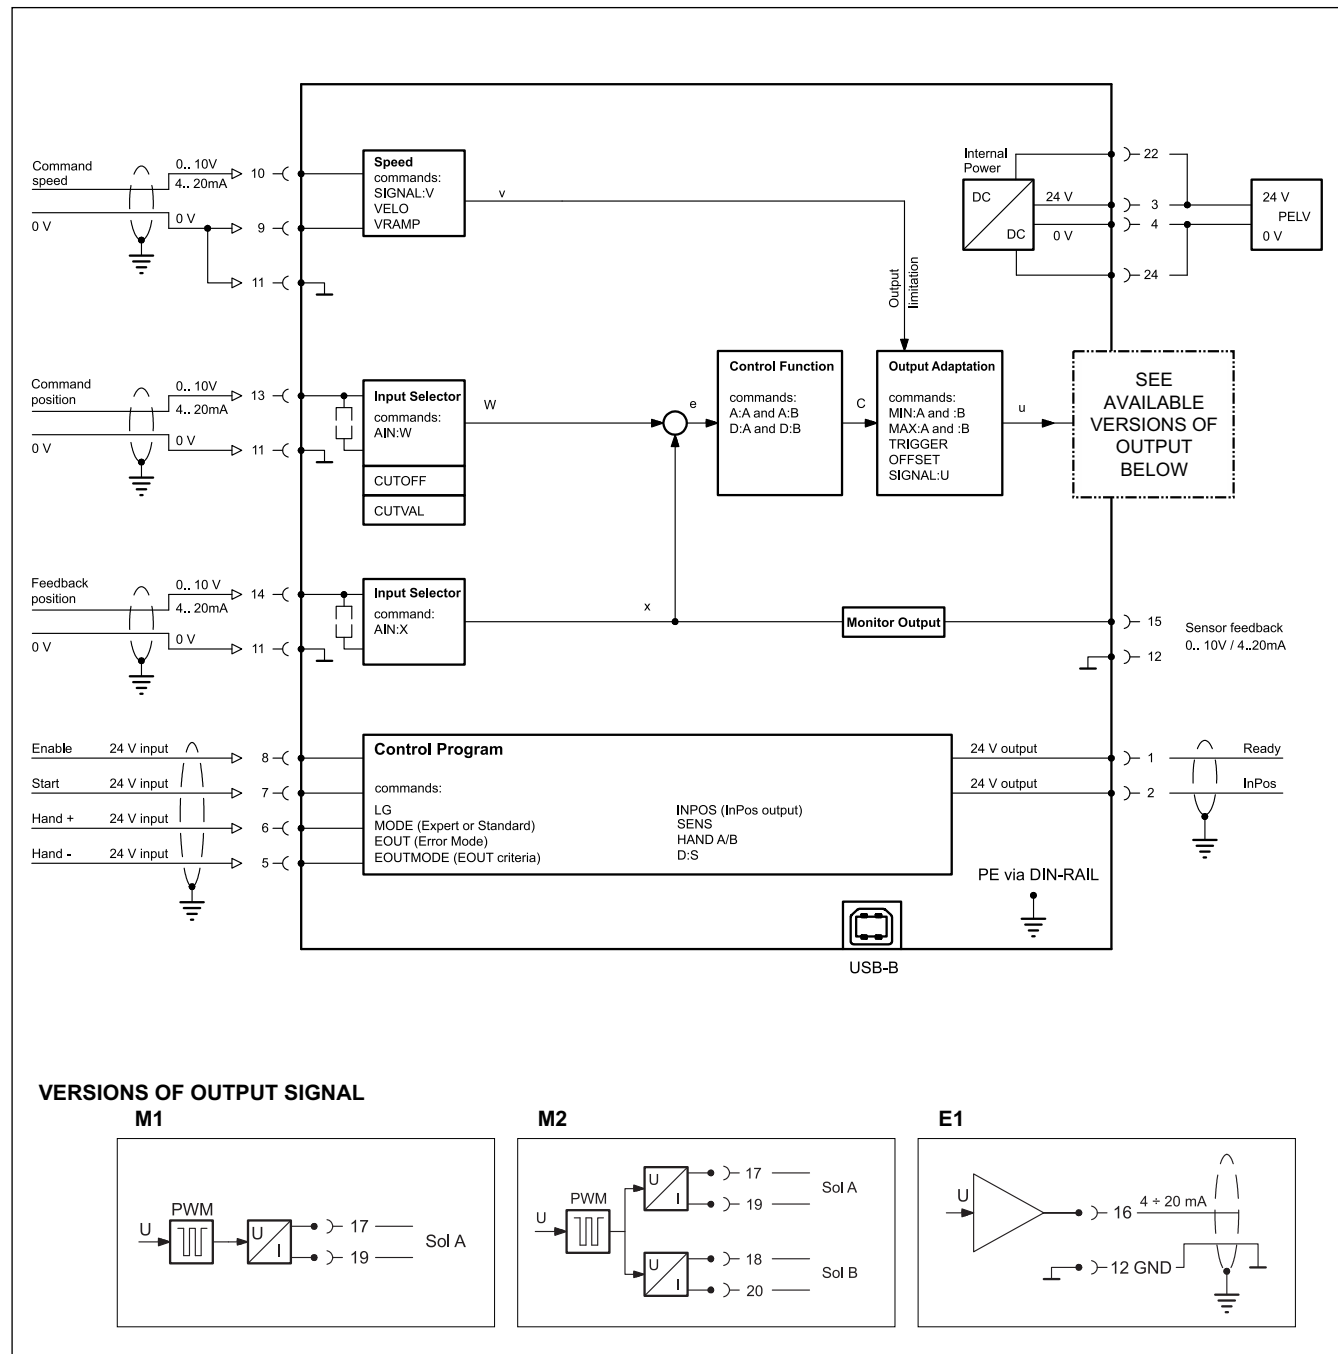 Command
speed
0.. 10V
4.. 20mA
10
0 V
0 V
9
11
Speed
commands:
SIGNAL:V
VELO
VRAMP
v
Output
limitation
Internal
Power
DC
DC
24 V
0 V
22
3
4
24
24 V
PELV
0 V
Command
position
0.. 10V
4.. 20mA
13
0 V
0 V
11
Input Selector
commands:
AIN:W
CUTOFF
CUTVAL
W
e
Control Function
commands:
A:A and A:B
D:A and D:B
C
Output Adaptation
commands:
MIN:A and :B
MAX:A and :B
TRIGGER
OFFSET
SIGNAL:U
u
SEE
AVAILABLE
VERSIONS OF
OUTPUT
BELOW
Feedback
position
0.. 10 V
4.. 20mA
14
0 V
0 V
11
Input Selector
command:
AIN:X
x
Monitor Output
15
12
Sensor feedback
0.. 10V / 4..20mA
Enable 24 V input 8
Start 24 V input 7
Hand + 24 V input 6
Hand - 24 V input 5
Control Program
commands:
LG
MODE (Expert or Standard)
EOUT (Error Mode)
EOUTMODE (EOUT criteria)
INPOS (InPos output)
SENS
HAND A/B
D:S
24 V output 1 Ready
24 V output 2 InPos
PE via DIN-RAIL
USB-B
VERSIONS OF OUTPUT SIGNAL
M1
U
PWM
U
I
17
19
Sol A
M2
U
PWM
U
I
17
19
Sol A
U
I
18
20
Sol B
E1
U
16
4 ÷ 20 mA
12 GND